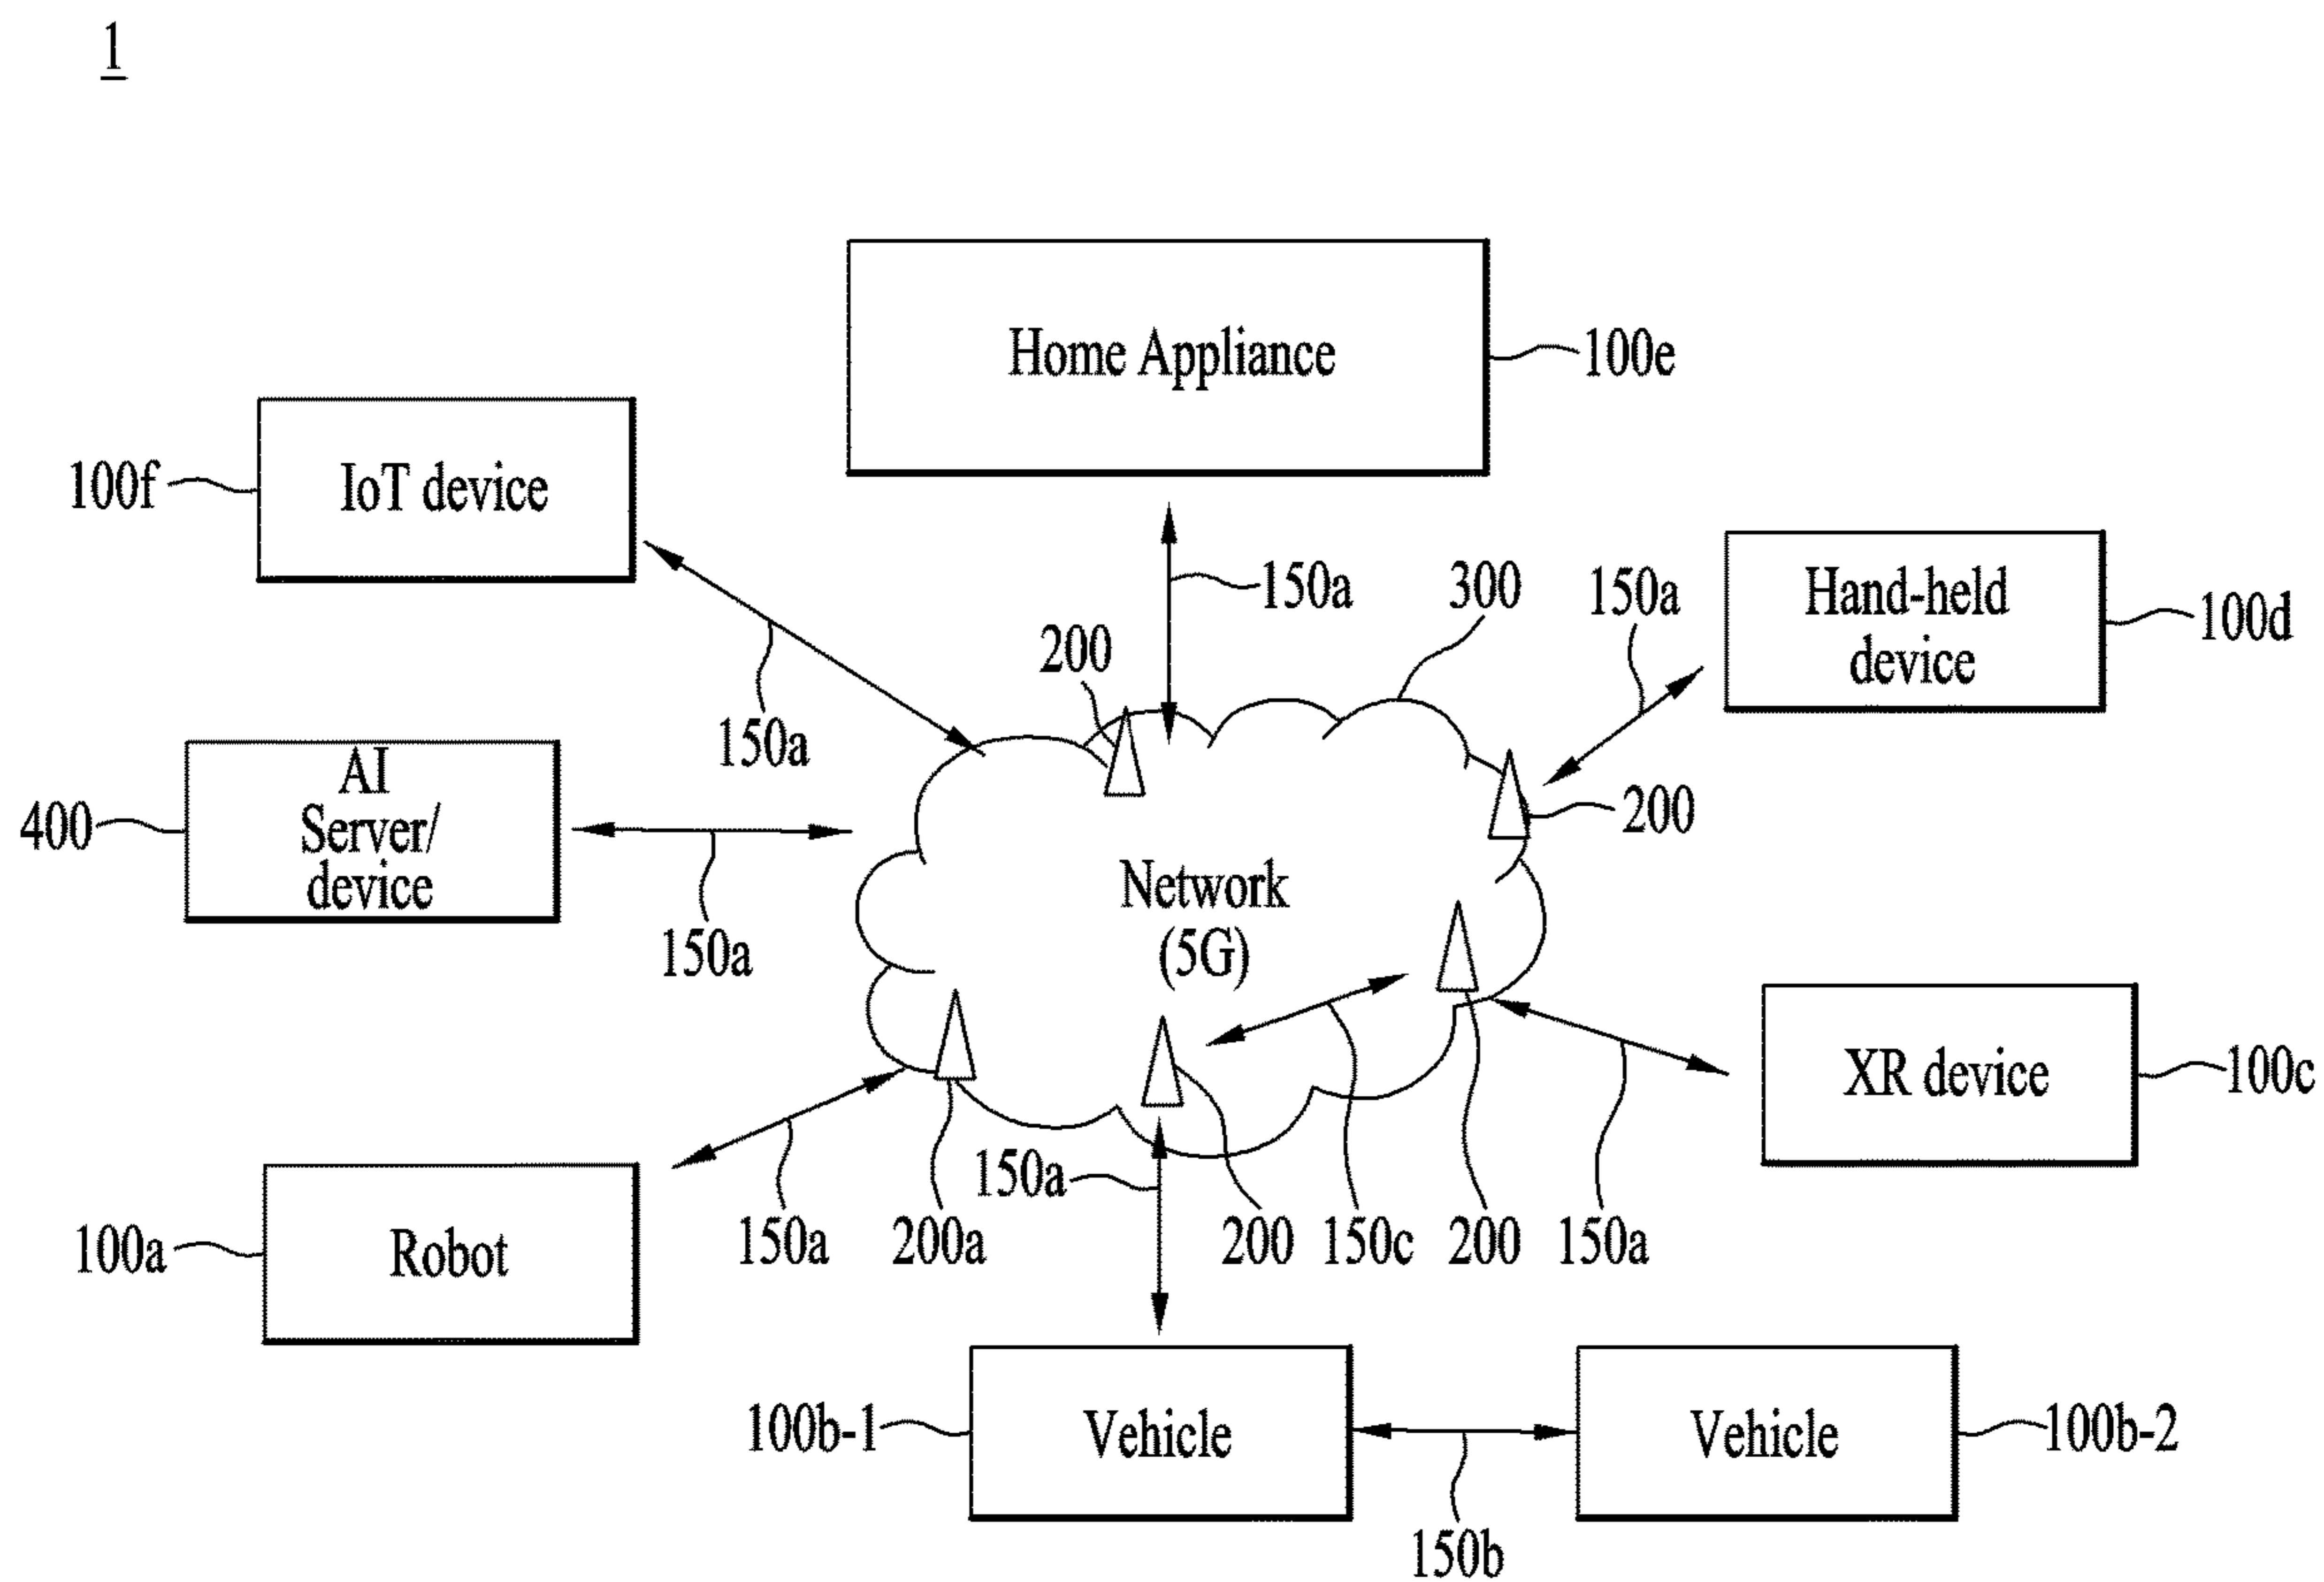 1
Home Appliance
100e
100f
IoT device
150a
300
150a
Hand-held
device
100d
200
150a
AI
Server/
device
400
200
150a
Network
(5G)
XR device
100c
150a
100a
Robot
150a
200a
200
150c
200
150a
100b-1
Vehicle
Vehicle
100b-2
150b